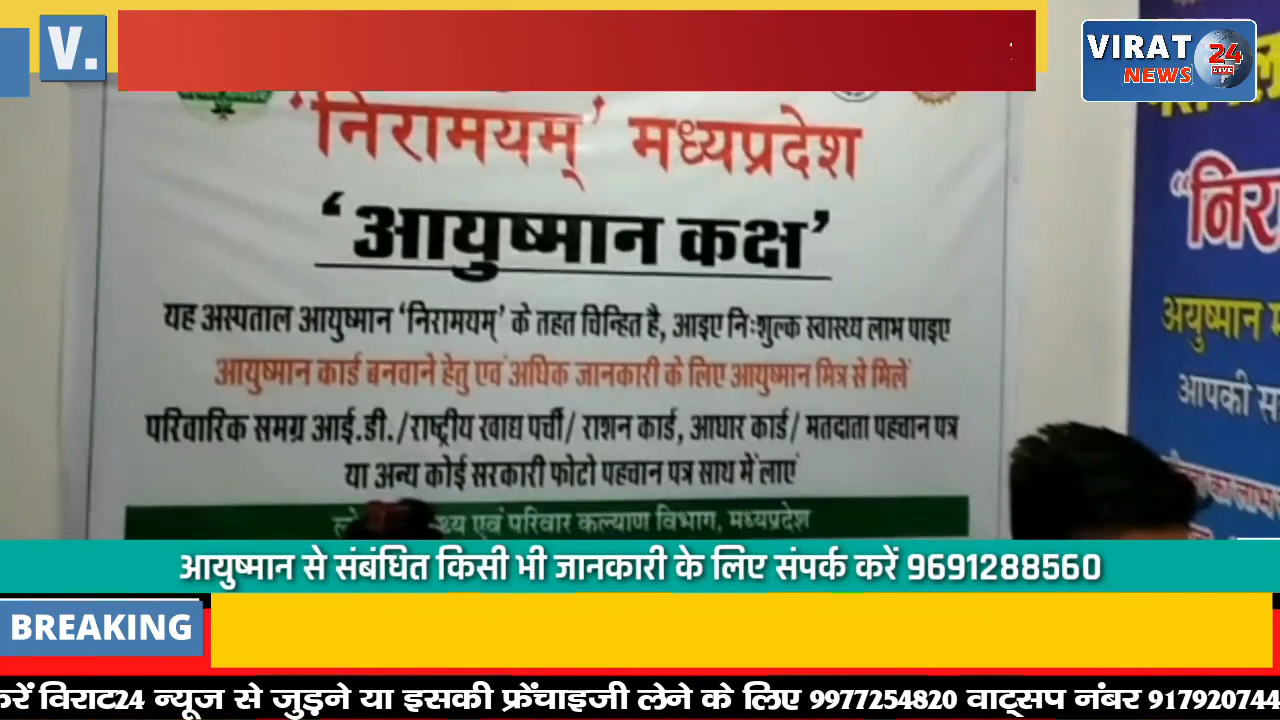 V.
VIRAT 24
NEWS LIVE
'निरामयम्' मध्यप्रदेश
'आयुष्मान कक्ष'
यह अस्पताल आयुष्मान 'निरामयम्' के तहत चिन्हित है, आइए निःशुल्क स्वास्थ्य लाभ पाइए
आयुष्मान कार्ड बनवाने हेतु एवं अधिक जानकारी के लिए आयुष्मान मित्र से मिलें
परिवारिक समग्र आई.डी./राष्ट्रीय खाद्य पर्ची/ राशन कार्ड, आधार कार्ड/ मतदाता पहचान पत्र
या अन्य कोई सरकारी फोटो पहचान पत्र साथ में लाएं
एवं परिवार कल्याण विभाग, मध्यप्रदेश
"निर
अयुष्मान
आपकी
आयुष्मान से संबंधित किसी भी जानकारी के लिए संपर्क करें 9691288560
BREAKING
करें विराट24 न्यूज से जुड़ने या इसकी फ्रेंचाइजी लेने के लिए 9977254820 वाट्सप नंबर 917920744